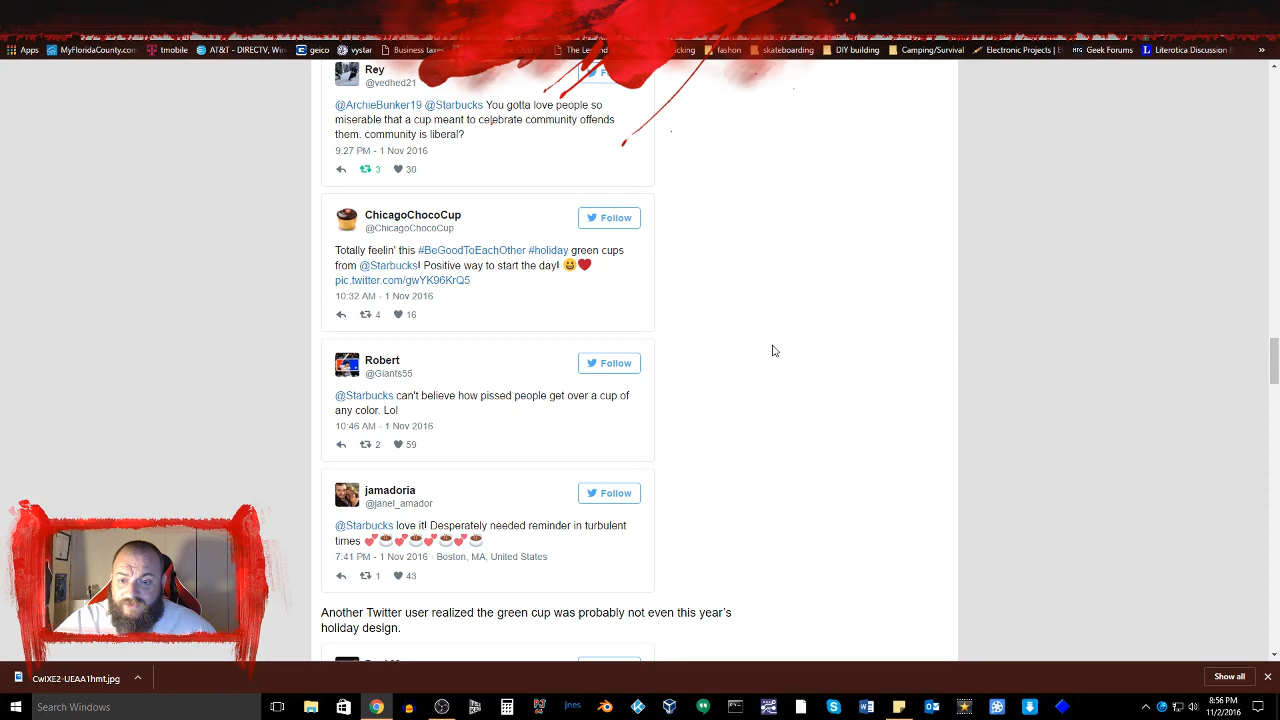 Apps MyFloridaCounty.com tmobile AT&T - DIRECTV, Win geico vystar Business taxes The Legend fashon skateboarding DIY building Camping/Survival Electronic Projects | E HTG Geek Forums Literotica Discussion »
Rey
@vedhed21
@ArchieBunker19 @Starbucks You gotta love people so
miserable that a cup meant to celebrate community offends
them. community is liberal?
9:27 PM - 1 Nov 2016
3 30
ChicagoChocoCup
Follow
@ChicagoChocoCup
Totally feelin' this #BeGoodToEachOther #holiday green cups
from @Starbucks! Positive way to start the day! 😀❤
pic.twitter.com/gwYK96KrQ5
10:32 AM - 1 Nov 2016
4 16
Robert
Follow
@Giants55
@Starbucks can't believe how pissed people get over a cup of
any color. Lol
10:46 AM - 1 Nov 2016
2 59
jamadoria
Follow
@janel_amador
@Starbucks love it! Desperately needed reminder in turbulent
times 💕☕💕☕💕☕💕☕
7:41 PM - 1 Nov 2016 · Boston, MA, United States
1 43
Another Twitter user realized the green cup was probably not even this year's
holiday design.
CwIXE2-UEAA1hmt.jpg
Show all
Search Windows
8:56 PM
11/2/2016